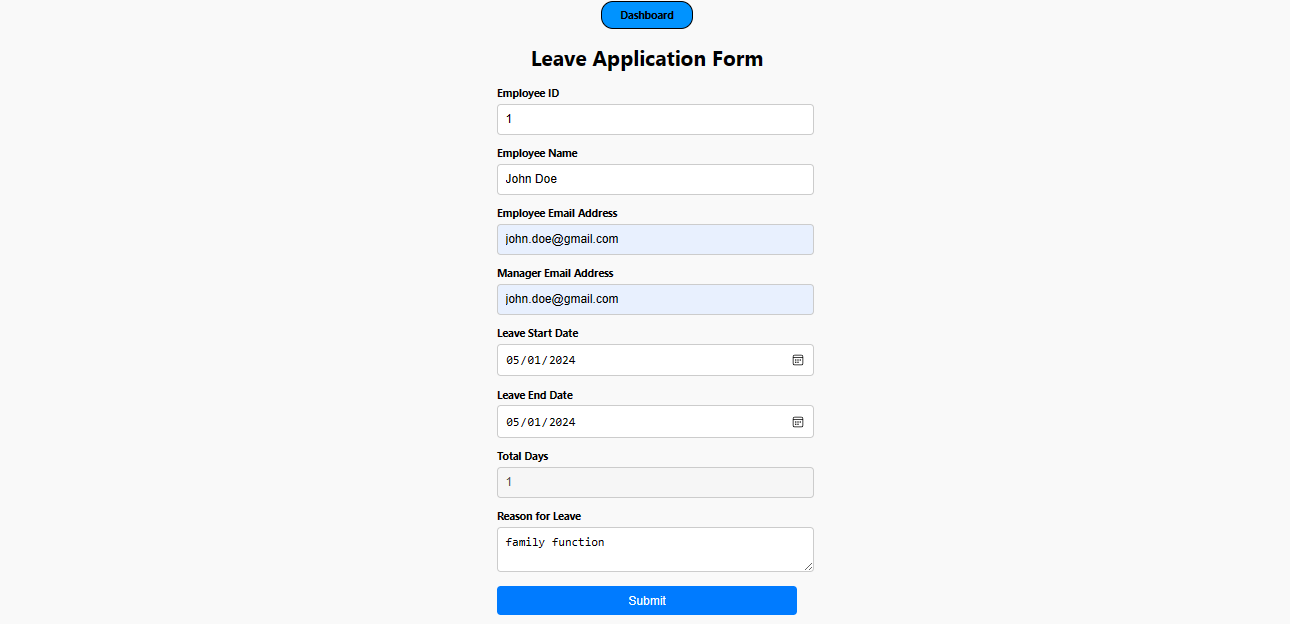 Dashboard
Leave Application Form
Employee ID
1
Employee Name
John Doe
Employee Email Address
john.doe@gmail.com
Manager Email Address
john.doe@gmail.com
Leave Start Date
05/01/2024
Leave End Date
05/01/2024
Total Days
1
Reason for Leave
family function
Submit